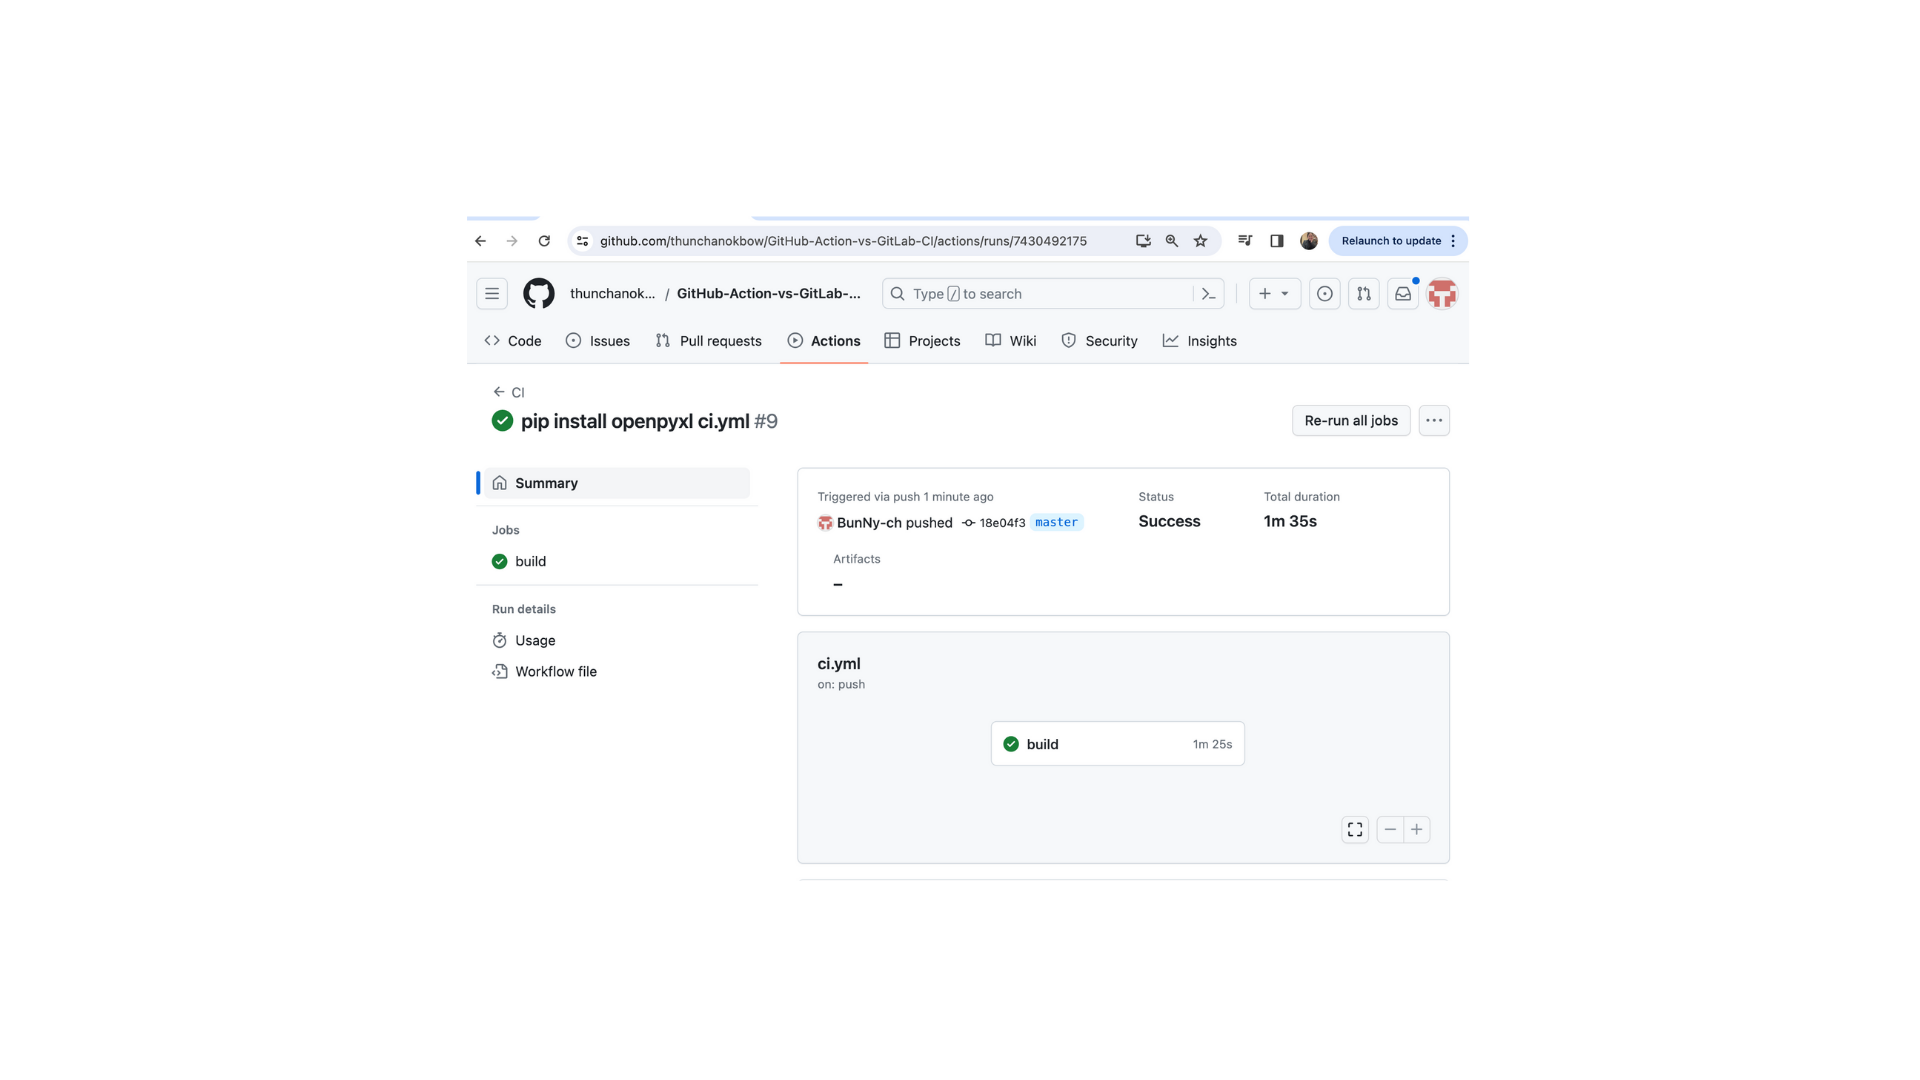 github.com/thunchanokbow/GitHub-Action-vs-GitLab-CI/actions/runs/7430492175
Relaunch to update
thunchanok... / GitHub-Action-vs-GitLab-...
Type / to search
Code Issues Pull requests Actions Projects Wiki Security Insights
CI
pip install openpyxl ci.yml #9
Re-run all jobs
Summary
Jobs
build
Run details
Usage
Workflow file
Triggered via push 1 minute ago
BunNy-ch pushed 18e04f3 master
Status
Success
Total duration
1m 35s
Artifacts
–
ci.yml
on: push
build 1m 25s